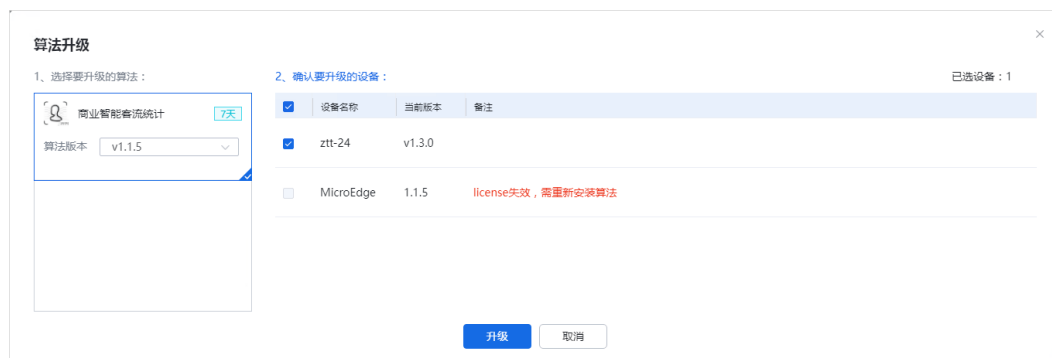 算法升级
1、选择要升级的算法：
2、确认要升级的设备：
已选设备：1
商业智能客流统计
7天
算法版本
v1.1.5
设备名称 当前版本 备注
ztt-24 v1.3.0
MicroEdge 1.1.5 license失效，需重新安装算法
升级 取消